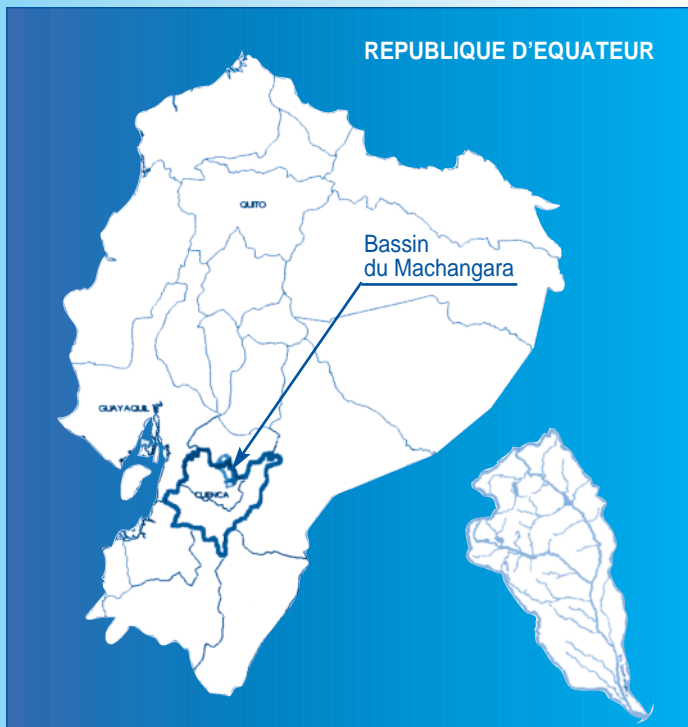 REPUBLIQUE D'EQUATEUR
QUITO
Bassin
du Machangara
GUAYAQUIL
CUENCA